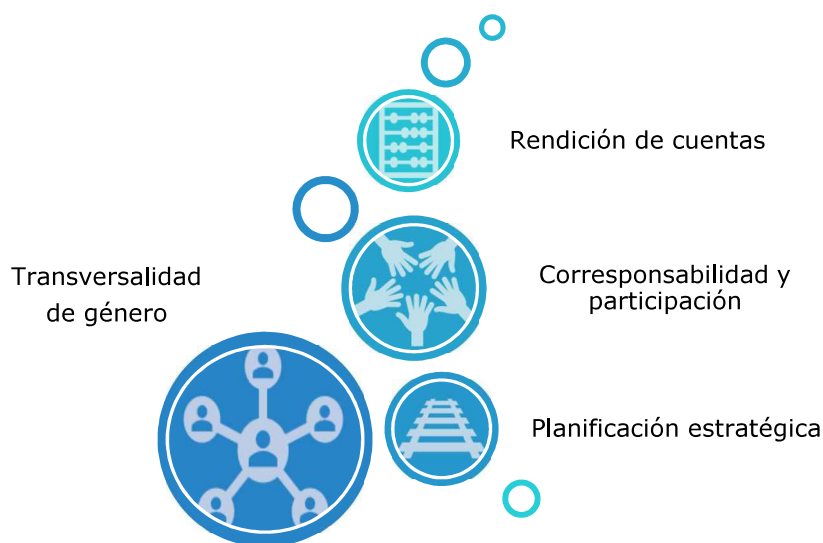 Rendición de cuentas
Transversalidad
de género
Corresponsabilidad y
participación
Planificación estratégica